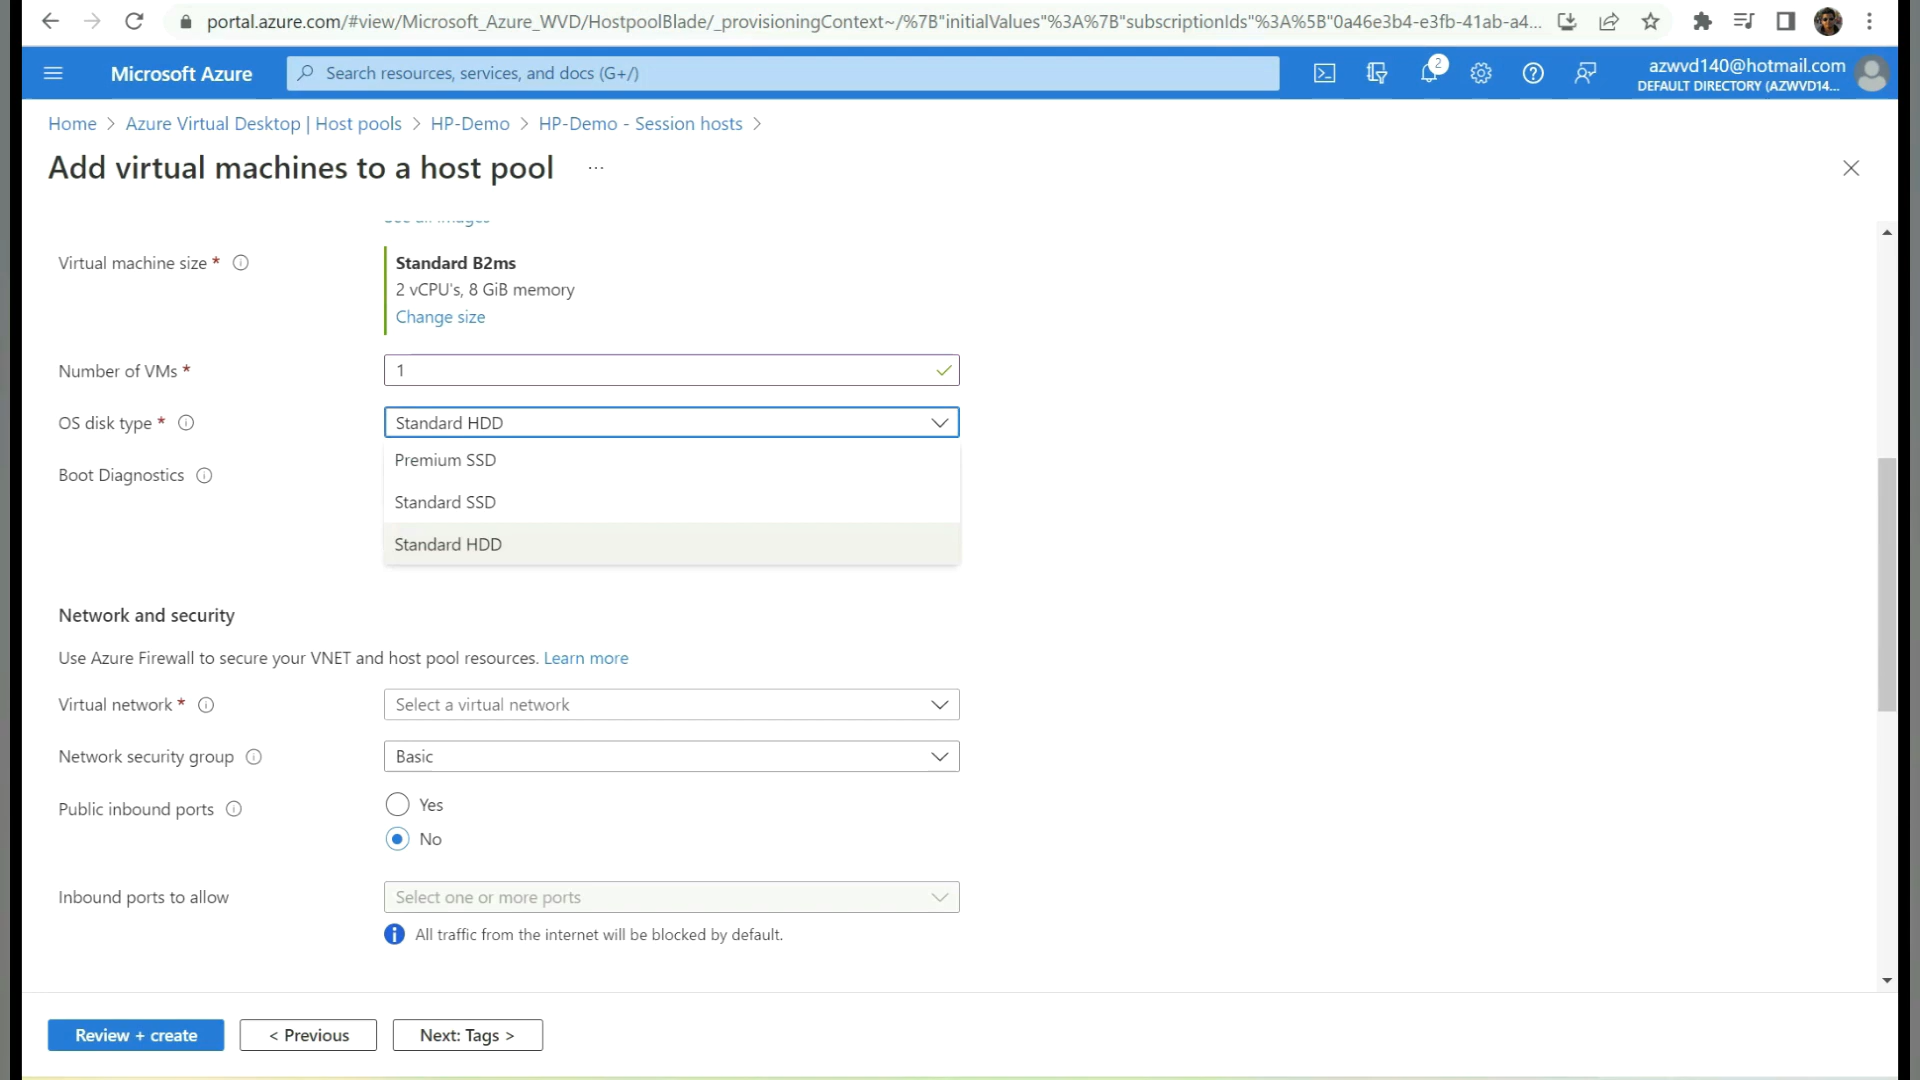 portal.azure.com/#view/Microsoft_Azure_WVD/HostpoolBlade/_provisioningContext~/%7B"initialValues"%3A%7B"subscriptionIds"%3A%5B"0a46e3b4-e3fb-41ab-a4...
Microsoft Azure
Search resources, services, and docs (G+/)
2
azwvd140@hotmail.com
DEFAULT DIRECTORY (AZWVD14...
Home > Azure Virtual Desktop | Host pools > HP-Demo > HP-Demo - Session hosts >
Add virtual machines to a host pool ...
See all images
Virtual machine size *
Standard B2ms
2 vCPU's, 8 GiB memory
Change size
Number of VMs *
1
OS disk type *
Standard HDD
Premium SSD
Boot Diagnostics
Standard SSD
Standard HDD
Network and security
Use Azure Firewall to secure your VNET and host pool resources. Learn more
Virtual network *
Select a virtual network
Network security group
Basic
Public inbound ports
Yes
No
Inbound ports to allow
Select one or more ports
All traffic from the internet will be blocked by default.
Review + create
< Previous
Next: Tags >